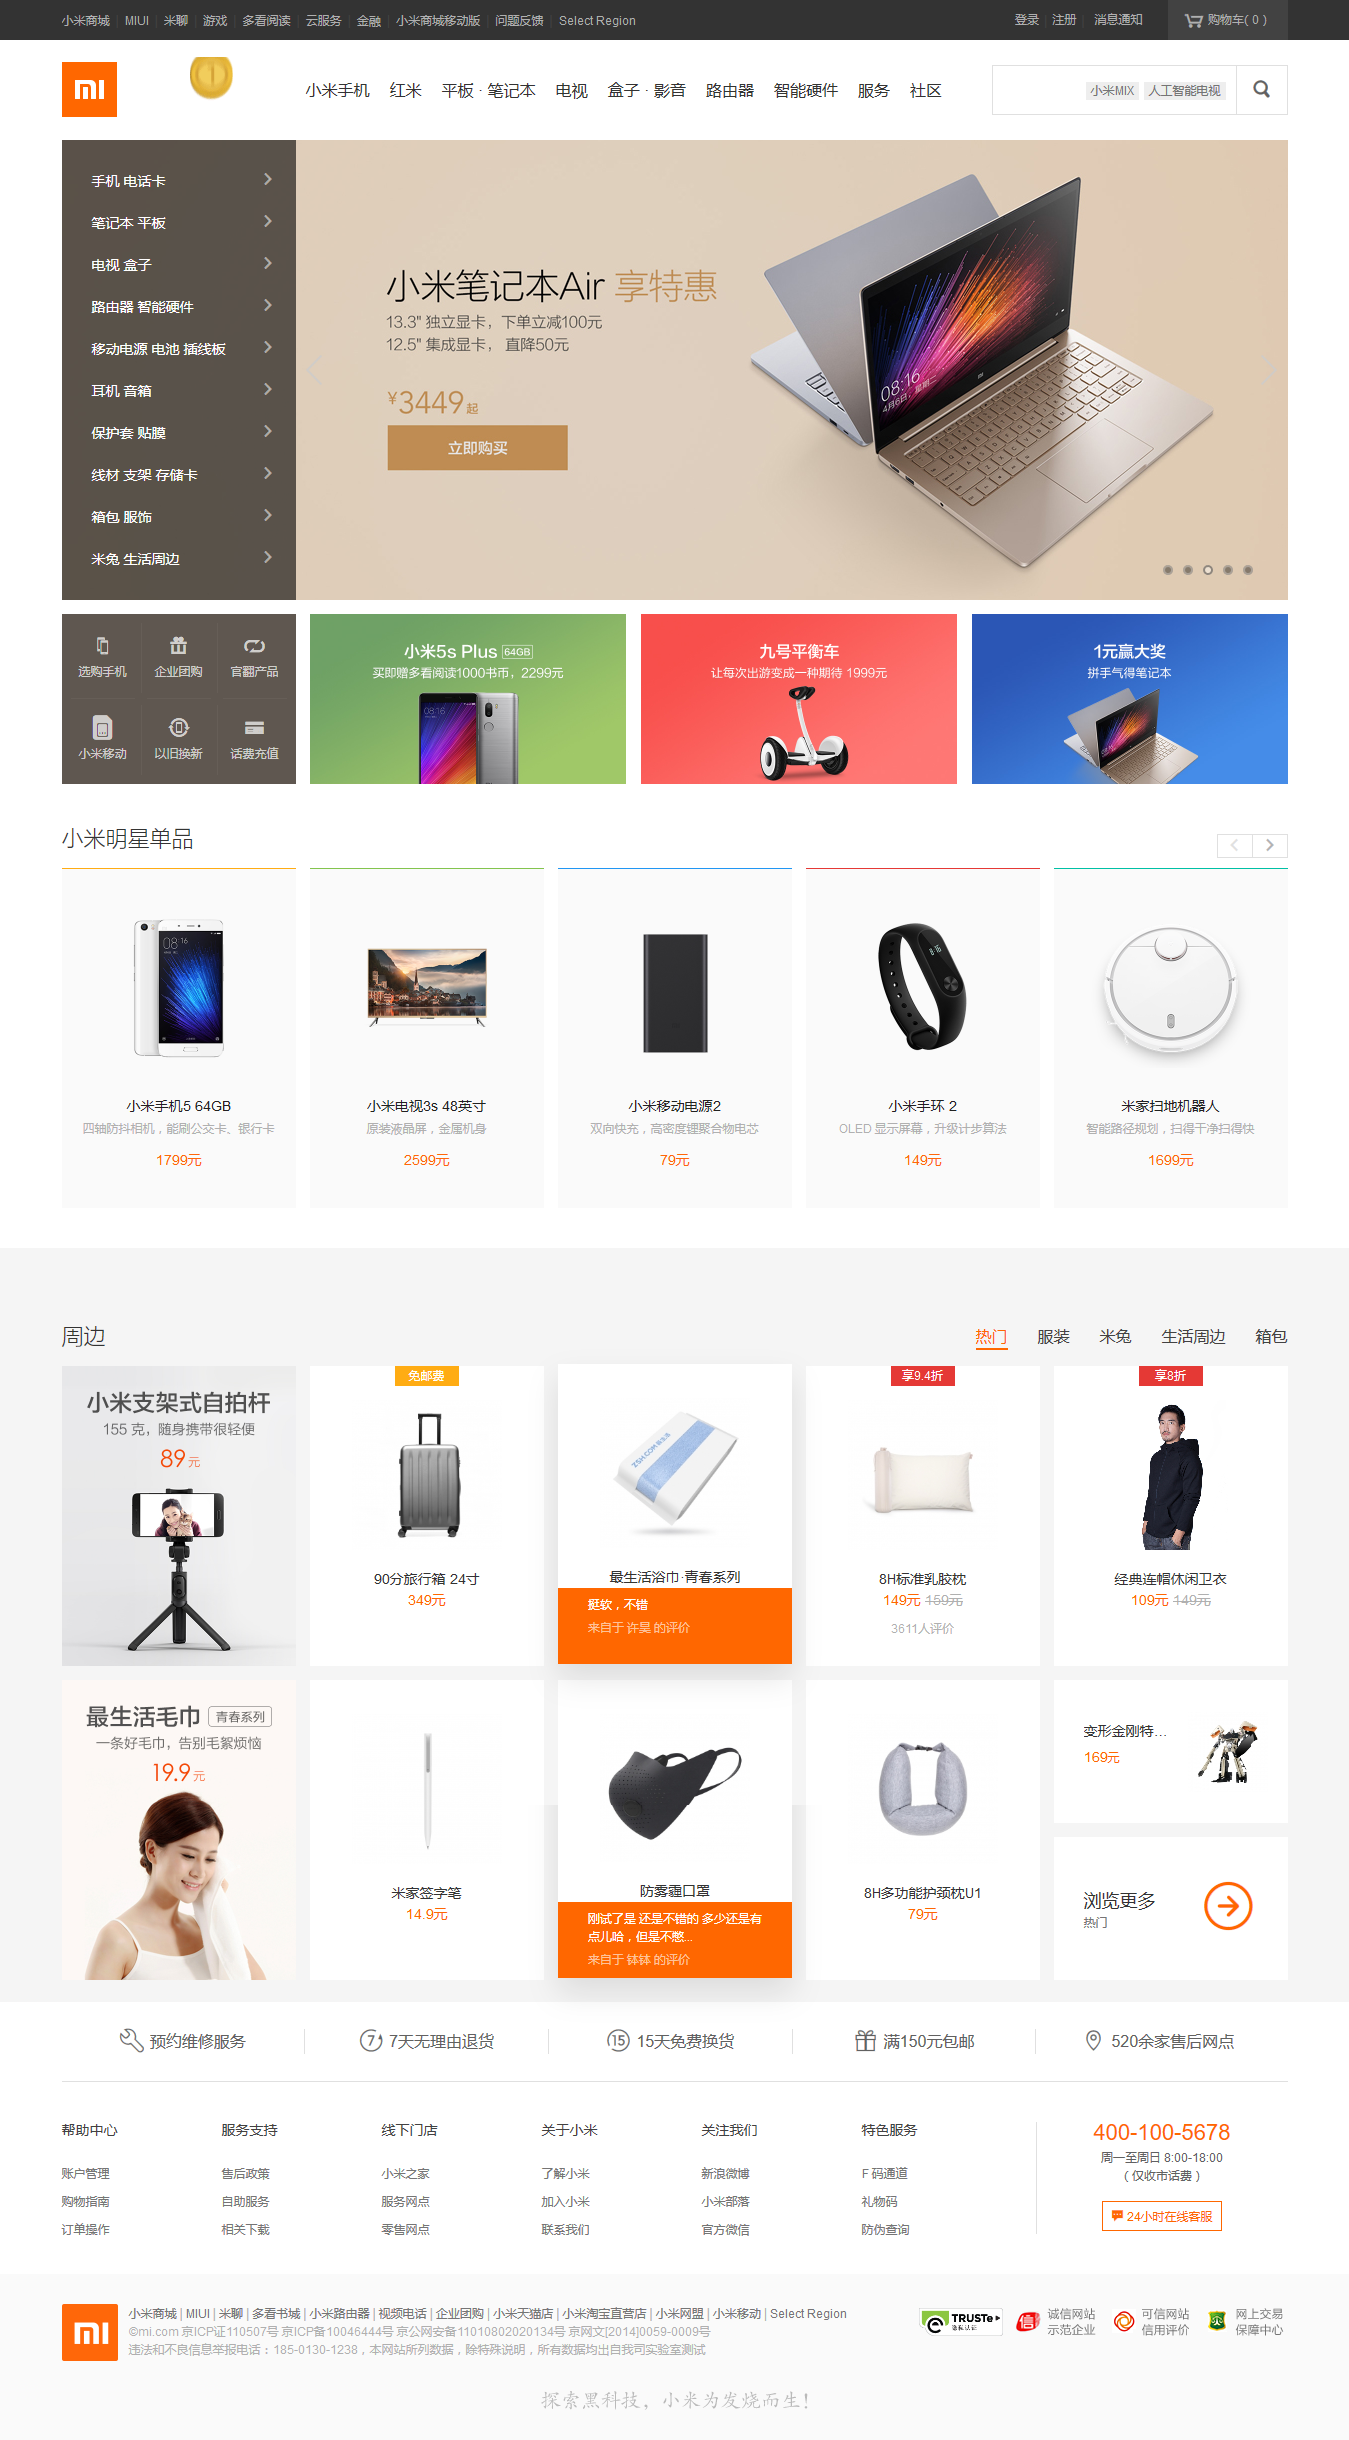 小米商城 | MIUI | 米聊 | 游戏 | 多看阅读 | 云服务 | 金融 | 小米商城移动版 | 问题反馈 | Select Region
登录 | 注册 | 消息通知 购物车( 0 )
小米手机 红米 平板 · 笔记本 电视 盒子 · 影音 路由器 智能硬件 服务 社区
小米MIX 人工智能电视
手机 电话卡
笔记本 平板
电视 盒子
路由器 智能硬件
移动电源 电池 插线板
耳机 音箱
保护套 贴膜
线材 支架 存储卡
箱包 服饰
米兔 生活周边
小米笔记本Air 享特惠
13.3" 独立显卡，下单立减100元
12.5" 集成显卡， 直降50元
¥3449起
立即购买
08:16
4月6日，星期二
选购手机 企业团购 官翻产品
小米移动 以旧换新 话费充值
小米5s Plus 64GB
买即赠多看阅读1000书币，2299元
九号平衡车
让每次出游变成一种期待 1999元
1元赢大奖
拼手气得笔记本
小米明星单品
小米手机5 64GB
四轴防抖相机，能刷公交卡、银行卡
1799元
小米电视3s 48英寸
原装液晶屏，金属机身
2599元
小米移动电源2
双向快充，高密度锂聚合物电芯
79元
小米手环 2
OLED 显示屏幕，升级计步算法
149元
米家扫地机器人
智能路径规划，扫得干净扫得快
1699元
周边
热门 服装 米兔 生活周边 箱包
小米支架式自拍杆
155 克，随身携带很轻便
89元
免邮费
90分旅行箱 24寸
349元
ZSH.COM 最生活
最生活浴巾·青春系列
挺软，不错
来自于 许昊 的评价
享9.4折
8H标准乳胶枕
149元 159元
3611人评价
享8折
经典连帽休闲卫衣
109元 149元
最生活毛巾 青春系列
一条好毛巾，告别毛絮烦恼
19.9元
米家签字笔
14.9元
防雾霾口罩
刚试了是 还是不错的 多少还是有
点儿哈，但是不憋...
来自于 钵钵 的评价
8H多功能护颈枕U1
79元
变形金刚特...
169元
浏览更多
热门
预约维修服务 7天无理由退货 15天免费换货 满150元包邮 520余家售后网点
帮助中心 服务支持 线下门店 关于小米 关注我们 特色服务
账户管理 售后政策 小米之家 了解小米 新浪微博 F 码通道
购物指南 自助服务 服务网点 加入小米 小米部落 礼物码
订单操作 相关下载 零售网点 联系我们 官方微信 防伪查询
400-100-5678
周一至周日 8:00-18:00
（仅收市话费）
24小时在线客服
小米商城 | MIUI | 米聊 | 多看书城 | 小米路由器 | 视频电话 | 企业团购 | 小米天猫店 | 小米淘宝直营店 | 小米网盟 | 小米移动 | Select Region
©mi.com 京ICP证110507号 京ICP备10046444号 京公网安备11010802020134号 京网文[2014]0059-0009号
违法和不良信息举报电话：185-0130-1238，本网站所列数据，除特殊说明，所有数据均出自我司实验室测试
TRUSTe
隐私认证
诚信网站
示范企业
可信网站
信用评价
网上交易
保障中心
探索黑科技，小米为发烧而生！